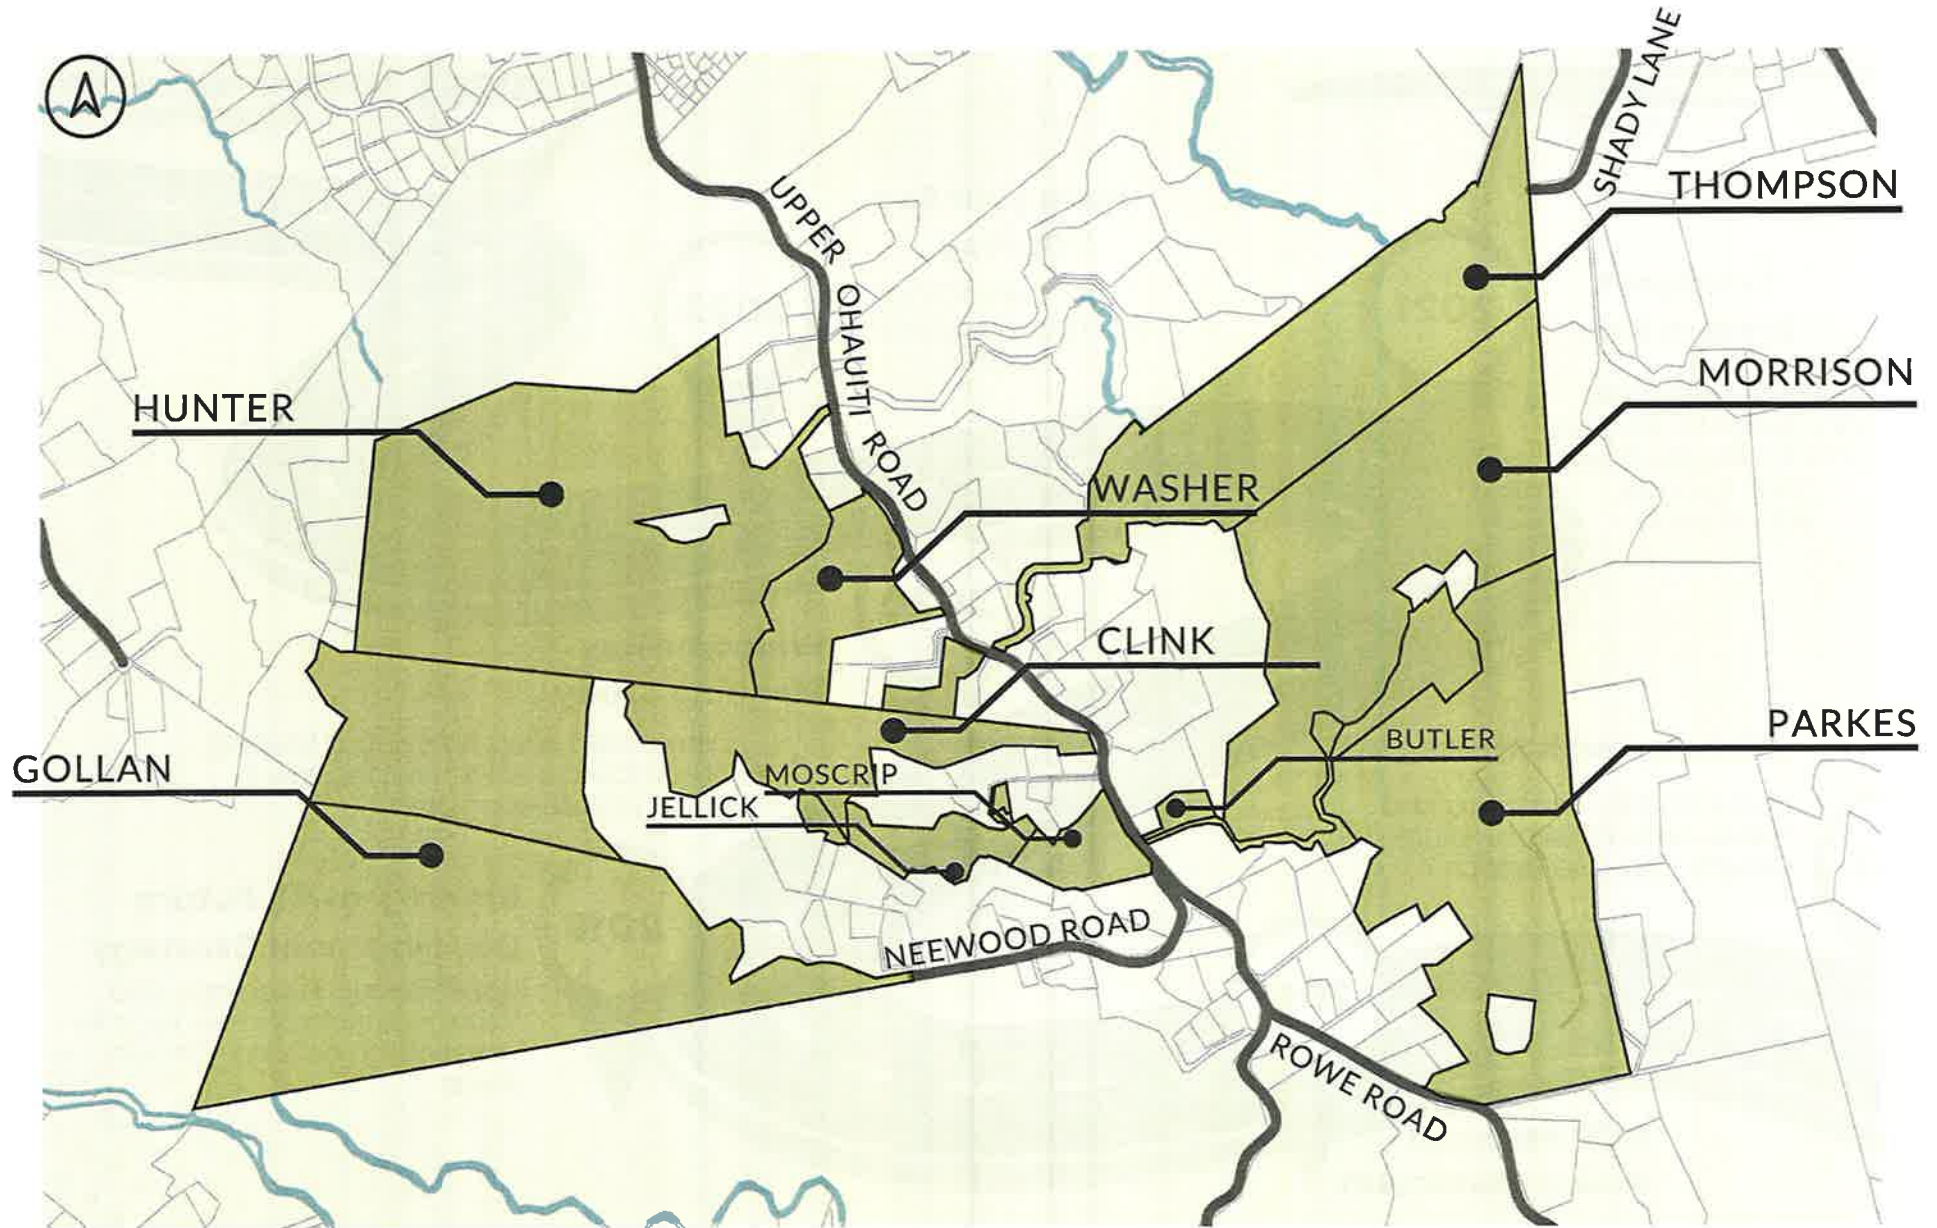 SHADY LANE
THOMPSON
UPPER OHAUITI ROAD
MORRISON
HUNTER
WASHER
CLINK
BUTLER
PARKES
GOLLAN
MOSCRIP
JELLICK
NEEWOOD ROAD
ROWE ROAD